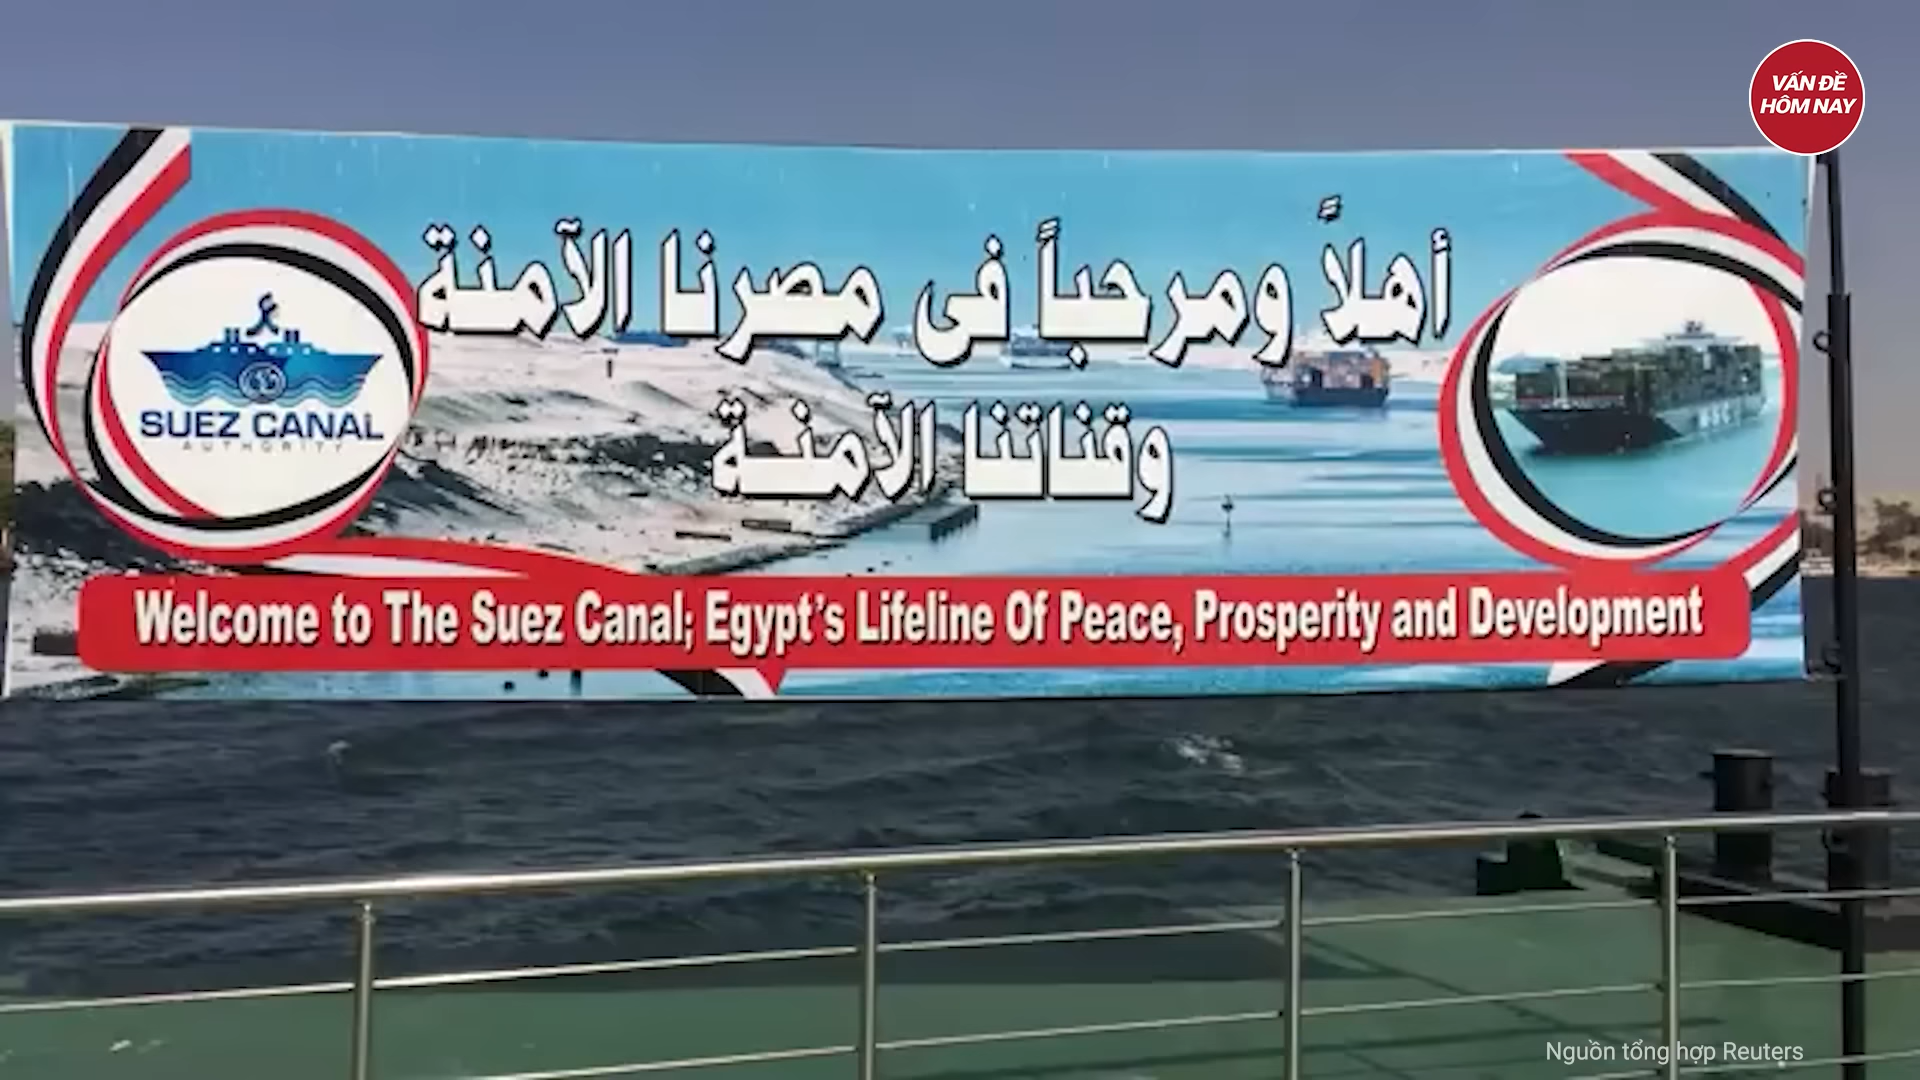 VẤN ĐỀ
HÔM NAY
أهلاً ومرحباً فى مصرنا الآمنة
وقناتنا الآمنـة
SUEZ CANAL
AUTHORITY
Welcome to The Suez Canal; Egypt's Lifeline Of Peace, Prosperity and Development
Nguồn tổng hợp Reuters